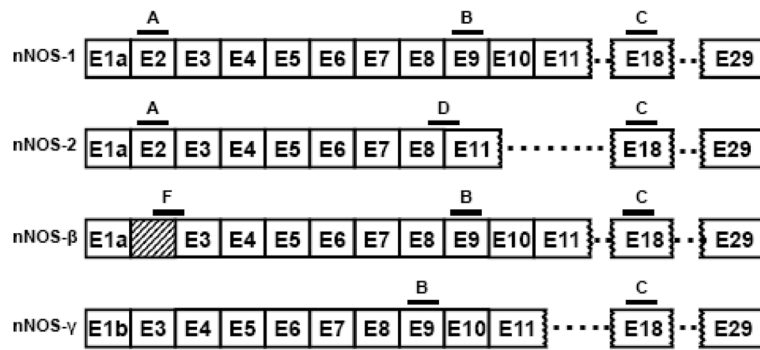 A B C
nNOS-1 E1a E2 E3 E4 E5 E6 E7 E8 E9 E10 E11 E18 E29
A D C
nNOS-2 E1a E2 E3 E4 E5 E6 E7 E8 E11 E18 E29
F B C
nNOS-β E1a E3 E4 E5 E6 E7 E8 E9 E10 E11 E18 E29
B C
nNOS-γ E1b E3 E4 E5 E6 E7 E8 E9 E10 E11 E18 E29